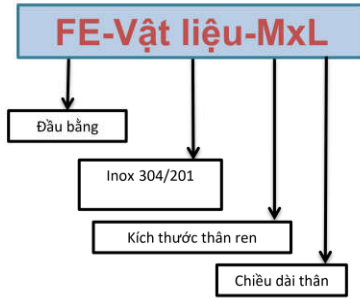 FE-Vật liệu-MxL
Đầu bằng
Inox 304/201
Kích thước thân ren
Chiều dài thân